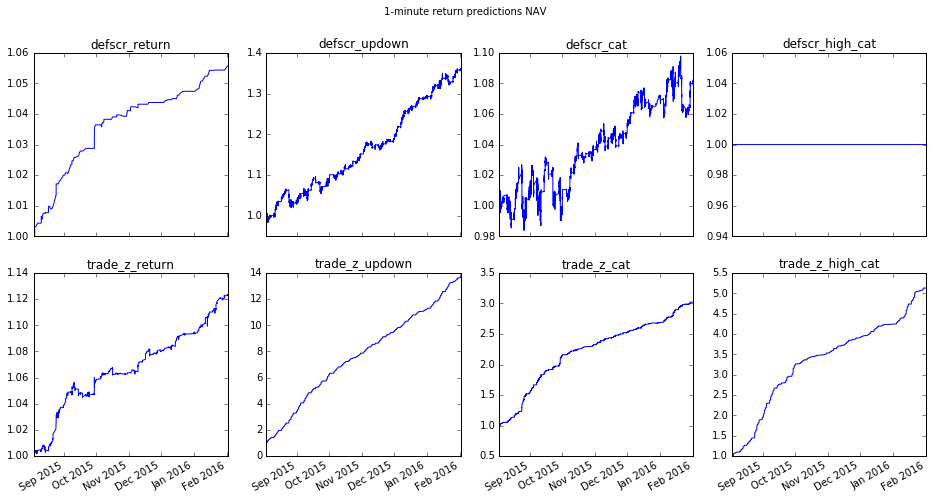 1-minute return predictions NAV
defscr_return
defscr_updown
defscr_cat
defscr_high_cat
1.06
1.05
1.04
1.03
1.02
1.01
1.00
1.4
1.3
1.2
1.1
1.0
1.10
1.08
1.06
1.04
1.02
1.00
0.98
1.06
1.04
1.02
1.00
0.98
0.96
0.94
trade_z_return
trade_z_updown
trade_z_cat
trade_z_high_cat
1.14
1.12
1.10
1.08
1.06
1.04
1.02
1.00
14
12
10
8
6
4
2
0
3.5
3.0
2.5
2.0
1.5
1.0
0.5
5.5
5.0
4.5
4.0
3.5
3.0
2.5
2.0
1.5
1.0
Sep 2015
Oct 2015
Nov 2015
Dec 2015
Jan 2016
Feb 2016
Sep 2015
Oct 2015
Nov 2015
Dec 2015
Jan 2016
Feb 2016
Sep 2015
Oct 2015
Nov 2015
Dec 2015
Jan 2016
Feb 2016
Sep 2015
Oct 2015
Nov 2015
Dec 2015
Jan 2016
Feb 2016